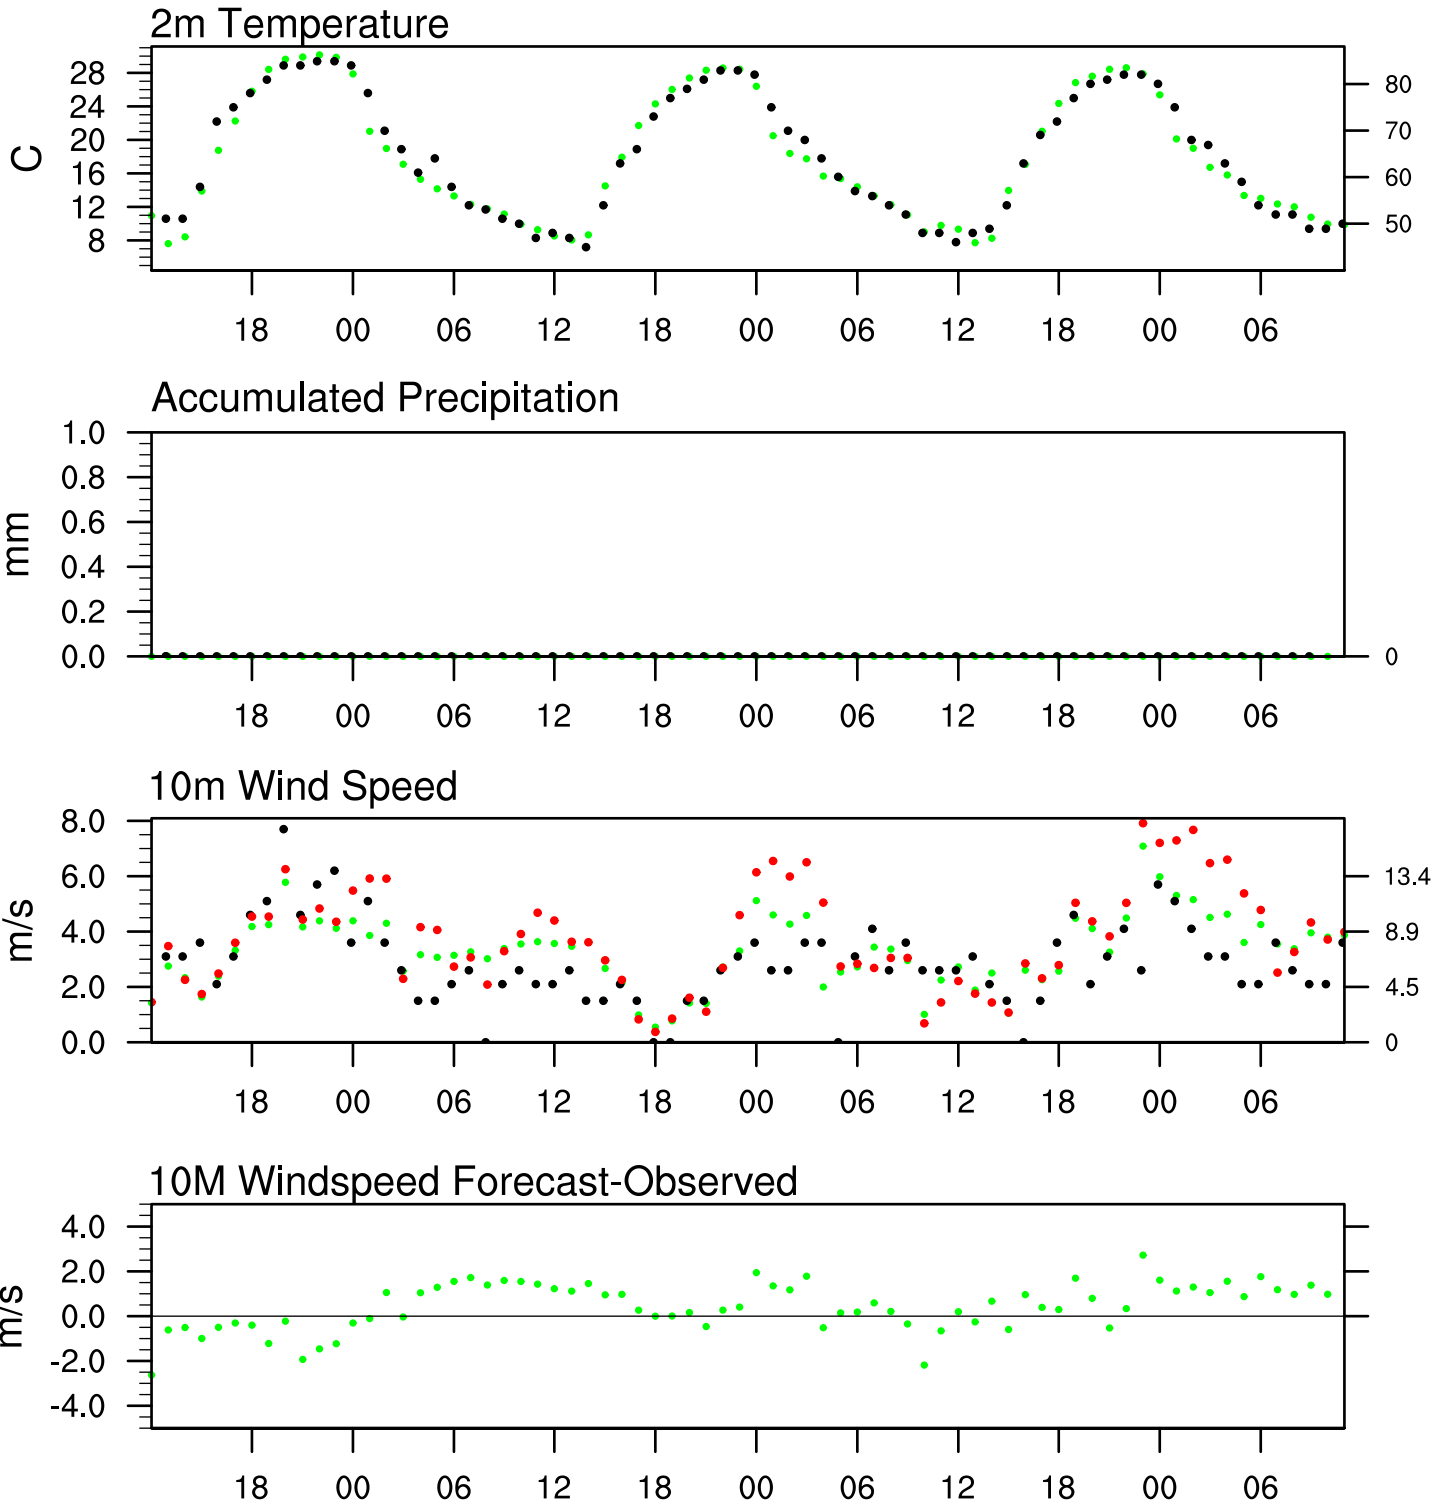 2m Temperature
C
28
24
20
16
12
8
80
70
60
50
18 00 06 12 18 00 06 12 18 00 06
Accumulated Precipitation
mm
1.0
0.8
0.6
0.4
0.2
0.0
0
18 00 06 12 18 00 06 12 18 00 06
10m Wind Speed
m/s
8.0
6.0
4.0
2.0
0.0
13.4
8.9
4.5
0
18 00 06 12 18 00 06 12 18 00 06
10M Windspeed Forecast-Observed
m/s
4.0
2.0
0.0
-2.0
-4.0
18 00 06 12 18 00 06 12 18 00 06